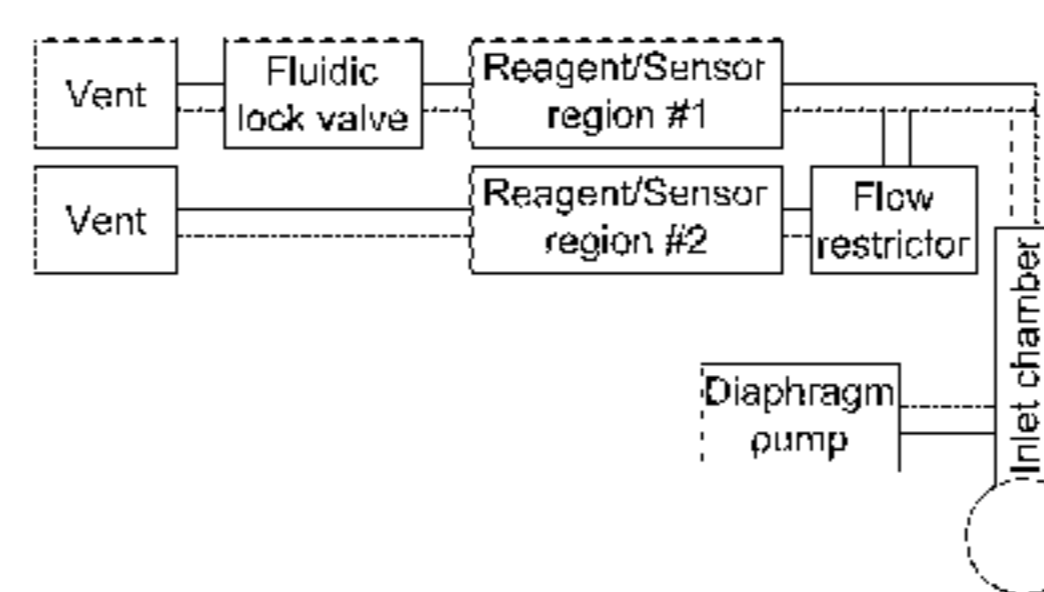 Vent
Fluidic
lock valve
Reagent/Sensor
region #1
Vent
Reagent/Sensor
region #2
Flow
restrictor
Inlet chamber
Diaphragm
pump